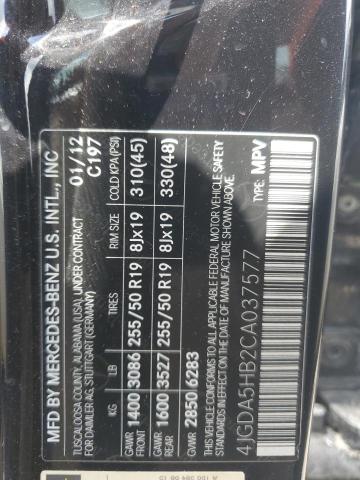 MFD BY MERCEDES-BENZ U.S. INTL., INC
TUSCALOOSA COUNTY, ALABAMA (USA), UNDER CONTRACT 01/12
FOR DAIMLER AG, STUTTGART (GERMANY) C197
KG LB TIRES RIM SIZE COLD KPA (PSI)
GAWR FRONT 1400 3086 255/50 R19 8Jx19 310(45)
GAWR REAR 1600 3527 255/50 R19 8Jx19 330(48)
GVWR 2850 6283
THIS VEHICLE CONFORMS TO ALL APPLICABLE FEDERAL MOTOR VEHICLE SAFETY
STANDARDS IN EFFECT ON THE DATE OF MANUFACTURE SHOWN ABOVE.
4JGDA5HB2CA037577 TYPE: MPV